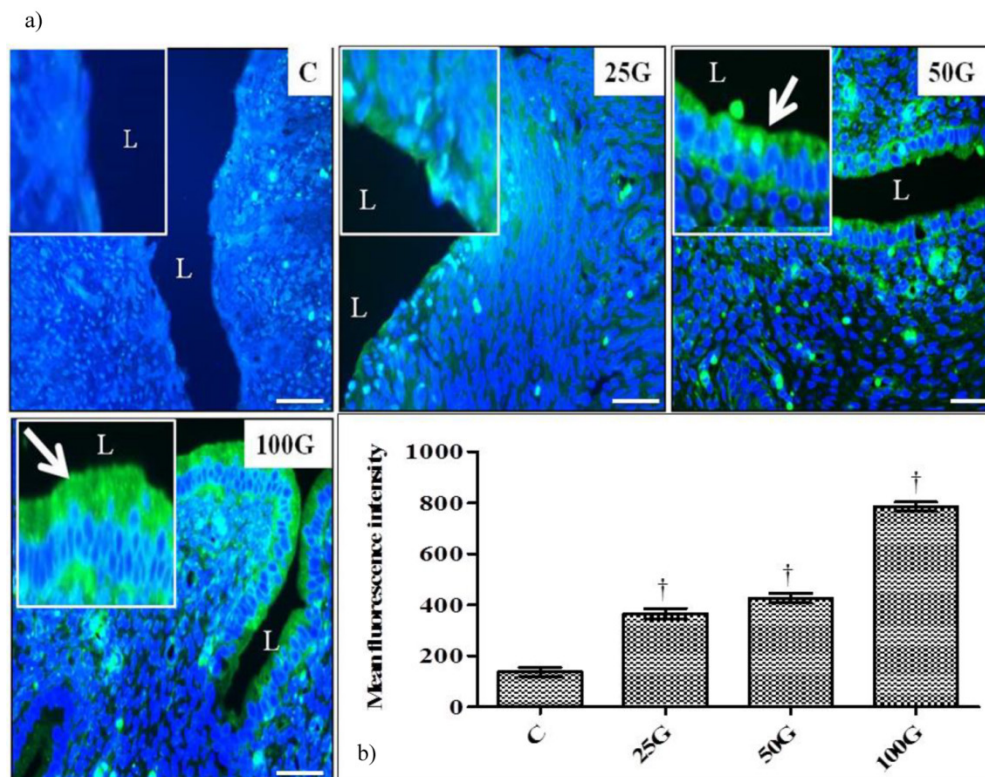 a)
C
L
L
25G
L
L
50G
L
L
100G
L
L
Mean fluorescence intensity
1000
800
600
400
200
0
†
†
†
C
25G
50G
100G
b)